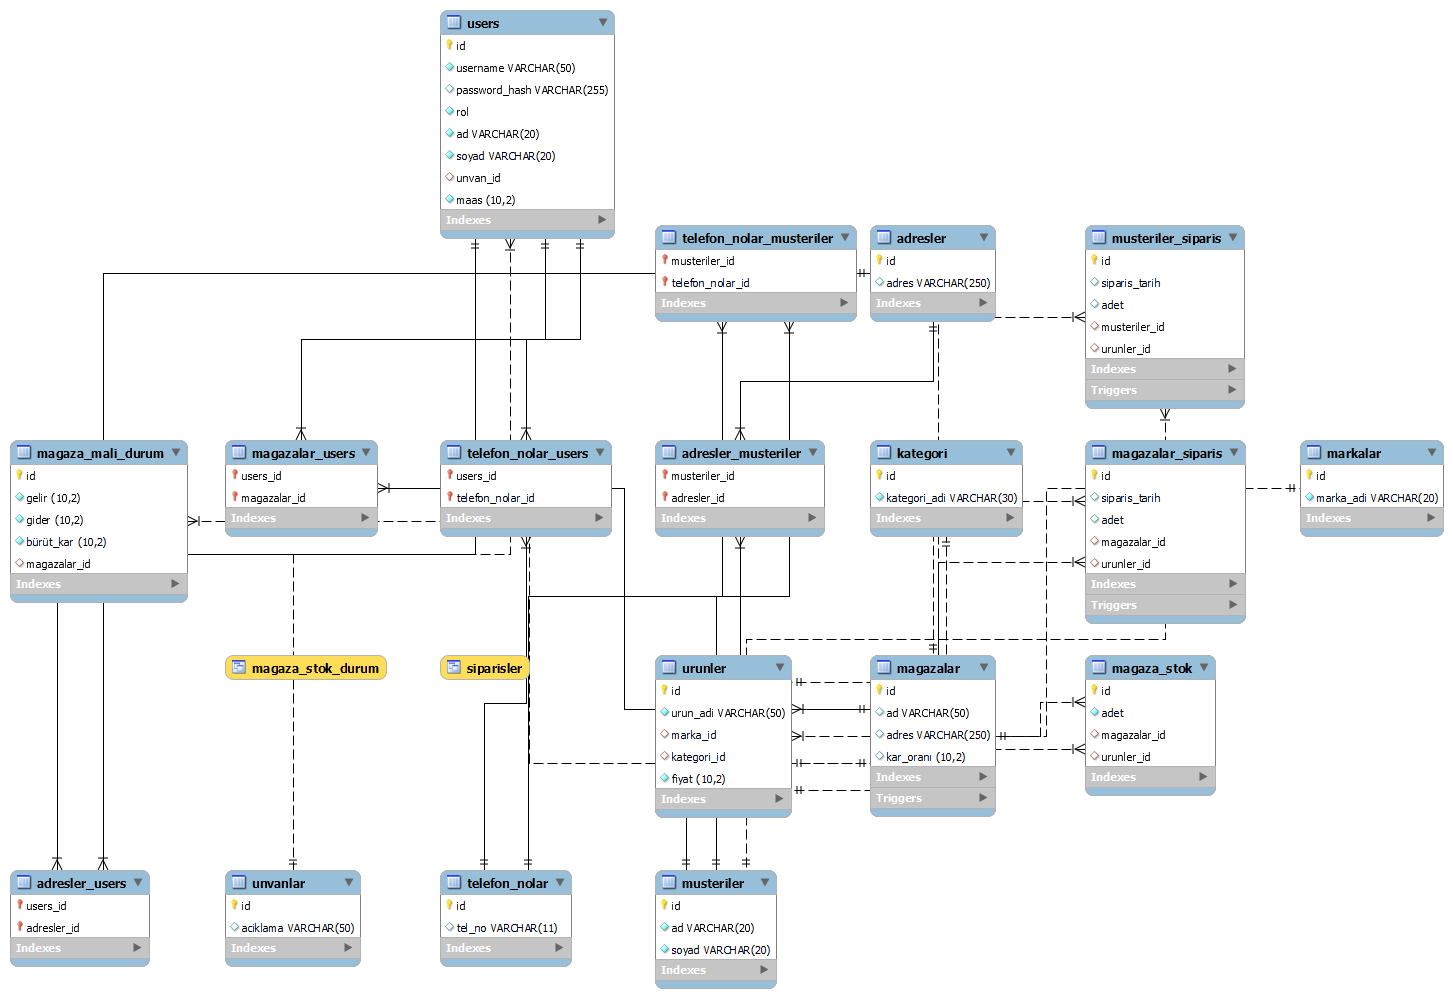 users
id
username VARCHAR(50)
password_hash VARCHAR(255)
rol
ad VARCHAR(20)
soyad VARCHAR(20)
unvan_id
maas (10,2)
Indexes
telefon_nolar_musteriler
musteriler_id
telefon_nolar_id
Indexes
adresler
id
adres VARCHAR(250)
Indexes
musteriler_siparis
id
siparis_tarih
adet
musteriler_id
urunler_id
Indexes
Triggers
magaza_mali_durum
id
gelir (10,2)
gider (10,2)
bürüt_kar (10,2)
magazalar_id
Indexes
magazalar_users
users_id
magazalar_id
Indexes
telefon_nolar_users
users_id
telefon_nolar_id
Indexes
adresler_musteriler
musteriler_id
adresler_id
Indexes
kategori
id
kategori_adi VARCHAR(30)
Indexes
magazalar_siparis
id
siparis_tarih
adet
magazalar_id
urunler_id
Indexes
Triggers
markalar
id
marka_adi VARCHAR(20)
Indexes
magaza_stok_durum
siparisler
urunler
id
urun_adi VARCHAR(50)
marka_id
kategori_id
fiyat (10,2)
Indexes
magazalar
id
ad VARCHAR(50)
adres VARCHAR(250)
kar_oranı (10,2)
Indexes
Triggers
magaza_stok
id
adet
magazalar_id
urunler_id
Indexes
adresler_users
users_id
adresler_id
Indexes
unvanlar
id
aciklama VARCHAR(50)
Indexes
telefon_nolar
id
tel_no VARCHAR(11)
Indexes
musteriler
id
ad VARCHAR(20)
soyad VARCHAR(20)
Indexes